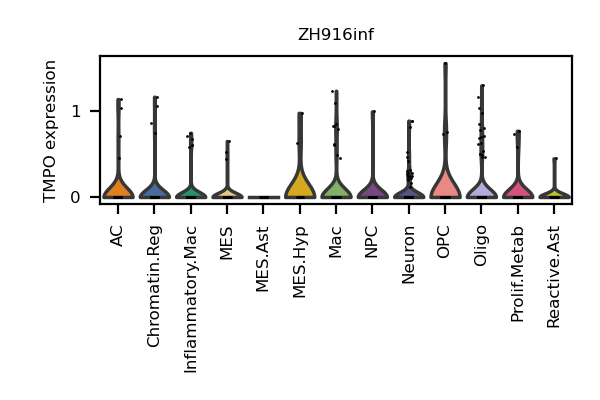 ZH916inf
TMPO expression
1
0
AC
Chromatin.Reg
Inflammatory.Mac
MES
MES.Ast
MES.Hyp
Mac
NPC
Neuron
OPC
Oligo
Prolif.Metab
Reactive.Ast